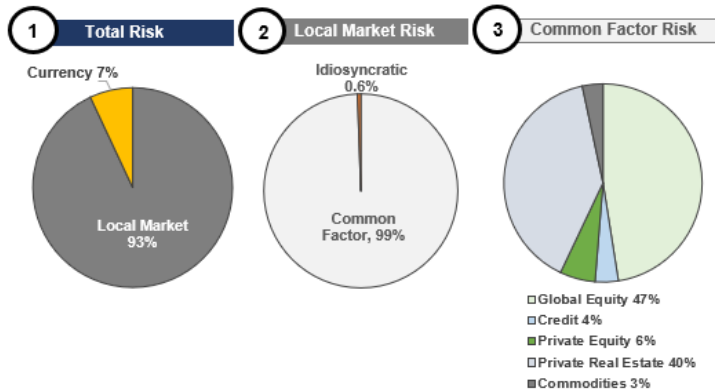 1 Total Risk
2 Local Market Risk
3 Common Factor Risk
Currency 7%
Local Market
93%
Idiosyncratic
0.6%
Common
Factor, 99%
Global Equity 47%
Credit 4%
Private Equity 6%
Private Real Estate 40%
Commodities 3%